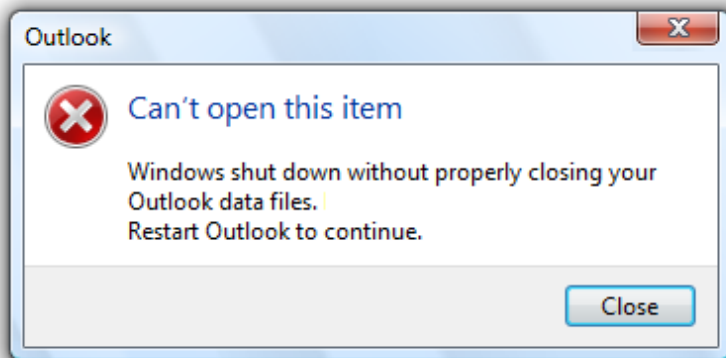 Outlook
Can't open this item
Windows shut down without properly closing your
Outlook data files.
Restart Outlook to continue.
Close